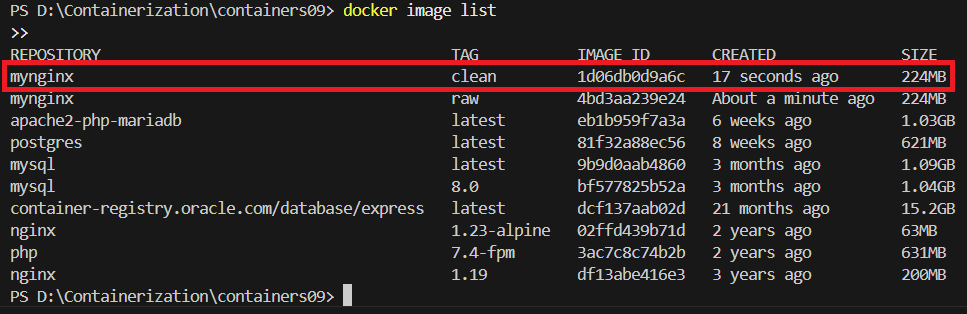 PS D:\Containerization\containers09> docker image list
>>
REPOSITORY TAG IMAGE ID CREATED SIZE
mynginx clean 1d06db0d9a6c 17 seconds ago 224MB
mynginx raw 4bd3aa239e24 About a minute ago 224MB
apache2-php-mariadb latest eb1b959f7a3a 6 weeks ago 1.03GB
postgres latest 81f32a88ec56 8 weeks ago 621MB
mysql latest 9b9d0aab4860 3 months ago 1.09GB
mysql 8.0 bf577825b52a 3 months ago 1.04GB
container-registry.oracle.com/database/express latest dcf137aab02d 21 months ago 15.2GB
nginx 1.23-alpine 02ffd439b71d 2 years ago 63MB
php 7.4-fpm 3ac7c8c74b2b 2 years ago 631MB
nginx 1.19 df13abe416e3 3 years ago 200MB
PS D:\Containerization\containers09>